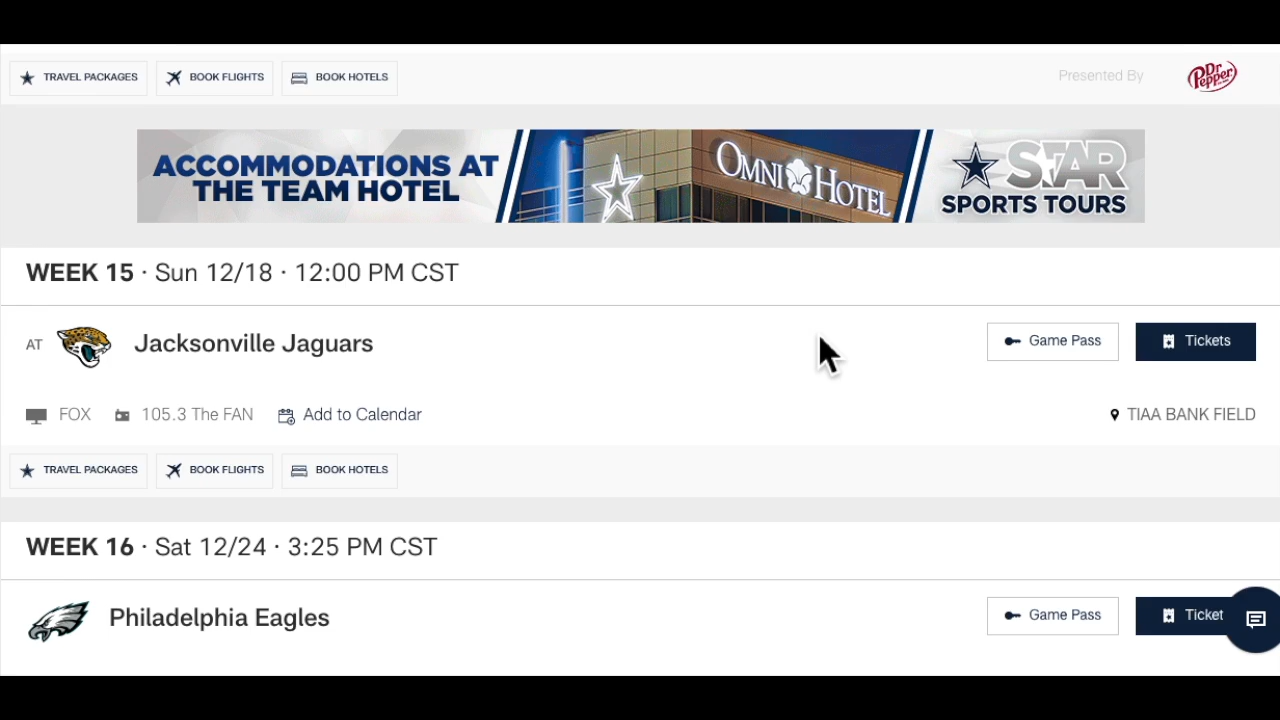 TRAVEL PACKAGES BOOK FLIGHTS BOOK HOTELS Presented By Dr Pepper
ACCOMMODATIONS AT
THE TEAM HOTEL
OMNI HOTEL
STAR
SPORTS TOURS
WEEK 15 · Sun 12/18 · 12:00 PM CST
AT Jacksonville Jaguars Game Pass Tickets
FOX 105.3 The FAN Add to Calendar TIAA BANK FIELD
TRAVEL PACKAGES BOOK FLIGHTS BOOK HOTELS
WEEK 16 · Sat 12/24 · 3:25 PM CST
Philadelphia Eagles Game Pass Ticket